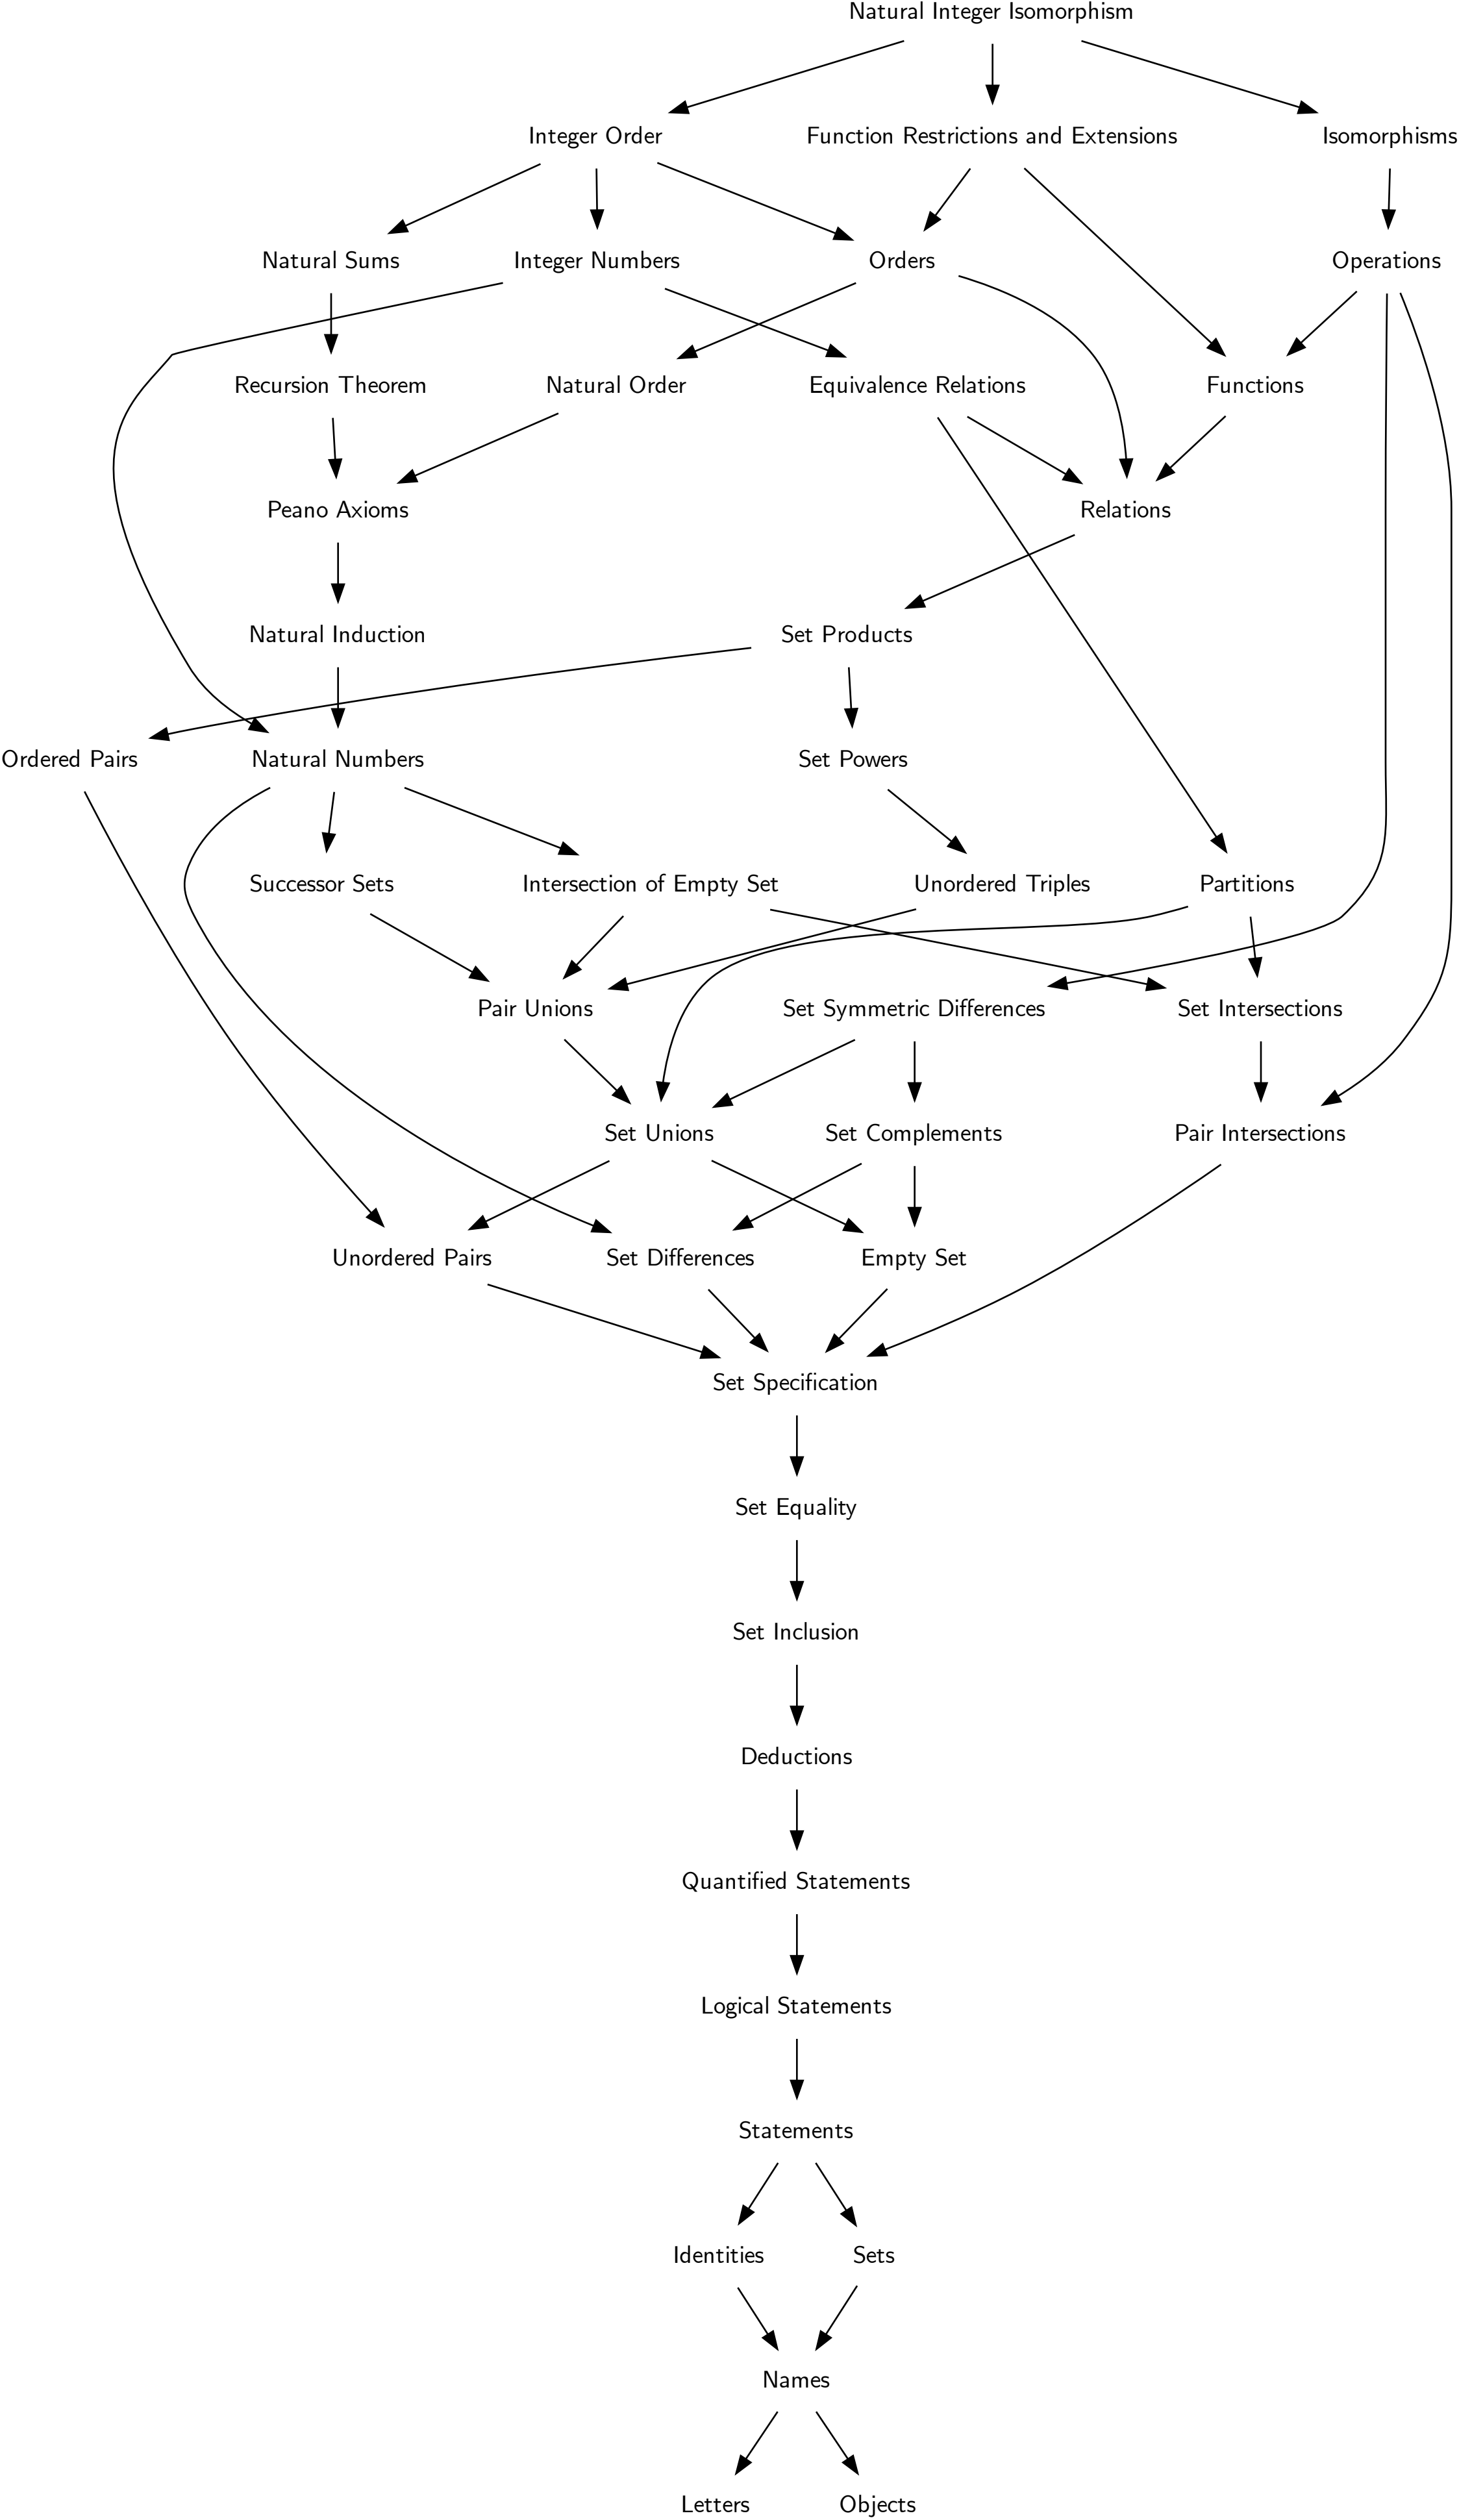 Natural Integer Isomorphism
Integer Order
Function Restrictions and Extensions
Isomorphisms
Natural Sums
Integer Numbers
Orders
Operations
Recursion Theorem
Natural Order
Equivalence Relations
Functions
Peano Axioms
Relations
Natural Induction
Set Products
Ordered Pairs
Natural Numbers
Set Powers
Successor Sets
Intersection of Empty Set
Unordered Triples
Partitions
Pair Unions
Set Symmetric Differences
Set Intersections
Set Unions
Set Complements
Pair Intersections
Unordered Pairs
Set Differences
Empty Set
Set Specification
Set Equality
Set Inclusion
Deductions
Quantified Statements
Logical Statements
Statements
Identities
Sets
Names
Letters
Objects